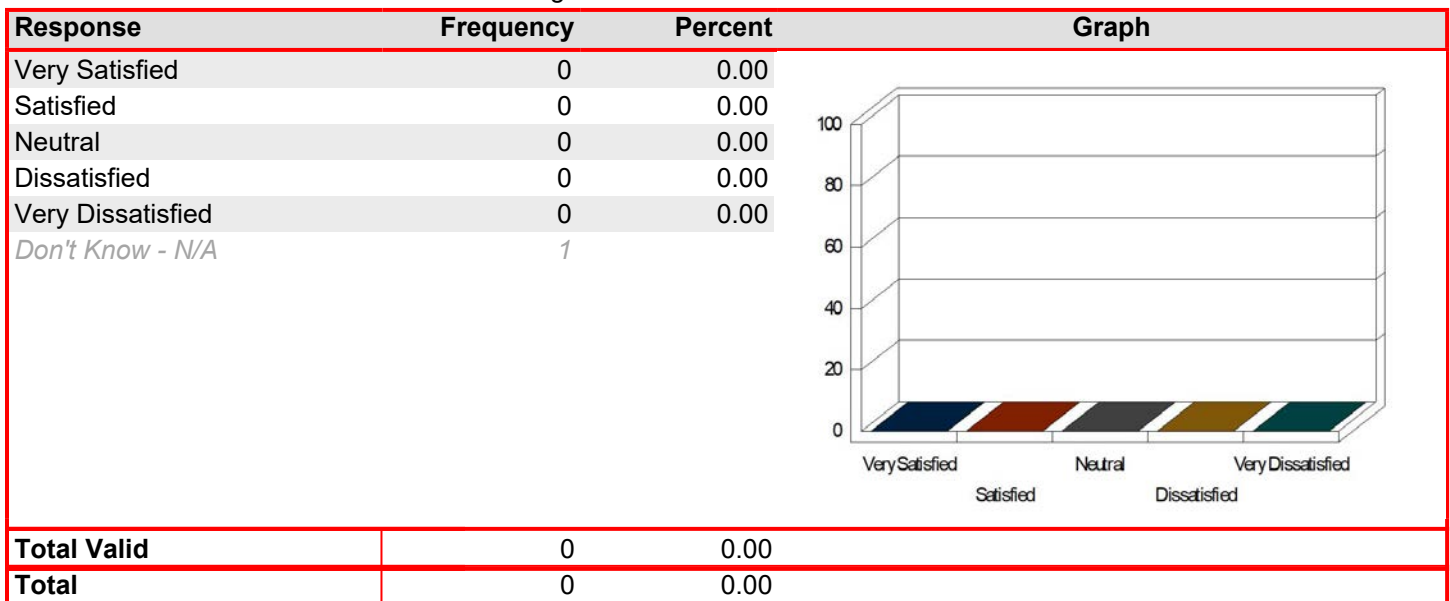 Response Frequency Percent Graph
Very Satisfied 0 0.00
Satisfied 0 0.00
Neutral 0 0.00
Dissatisfied 0 0.00
Very Dissatisfied 0 0.00
Don't Know - N/A 1
100
80
60
40
20
0
Very Satisfied Neutral Very Dissatisfied
Satisfied Dissatisfied
Total Valid 0 0.00
Total 0 0.00